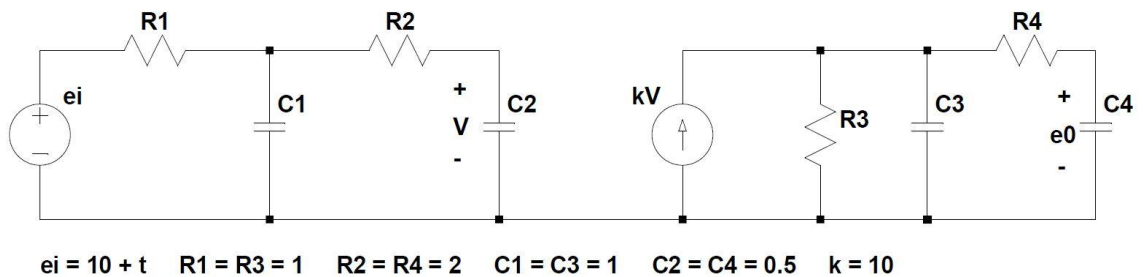 R1
R2
R4
ei
C1
+
V
-
C2
kV
R3
C3
+
e0
-
C4
ei = 10 + t R1 = R3 = 1 R2 = R4 = 2 C1 = C3 = 1 C2 = C4 = 0.5 k = 10